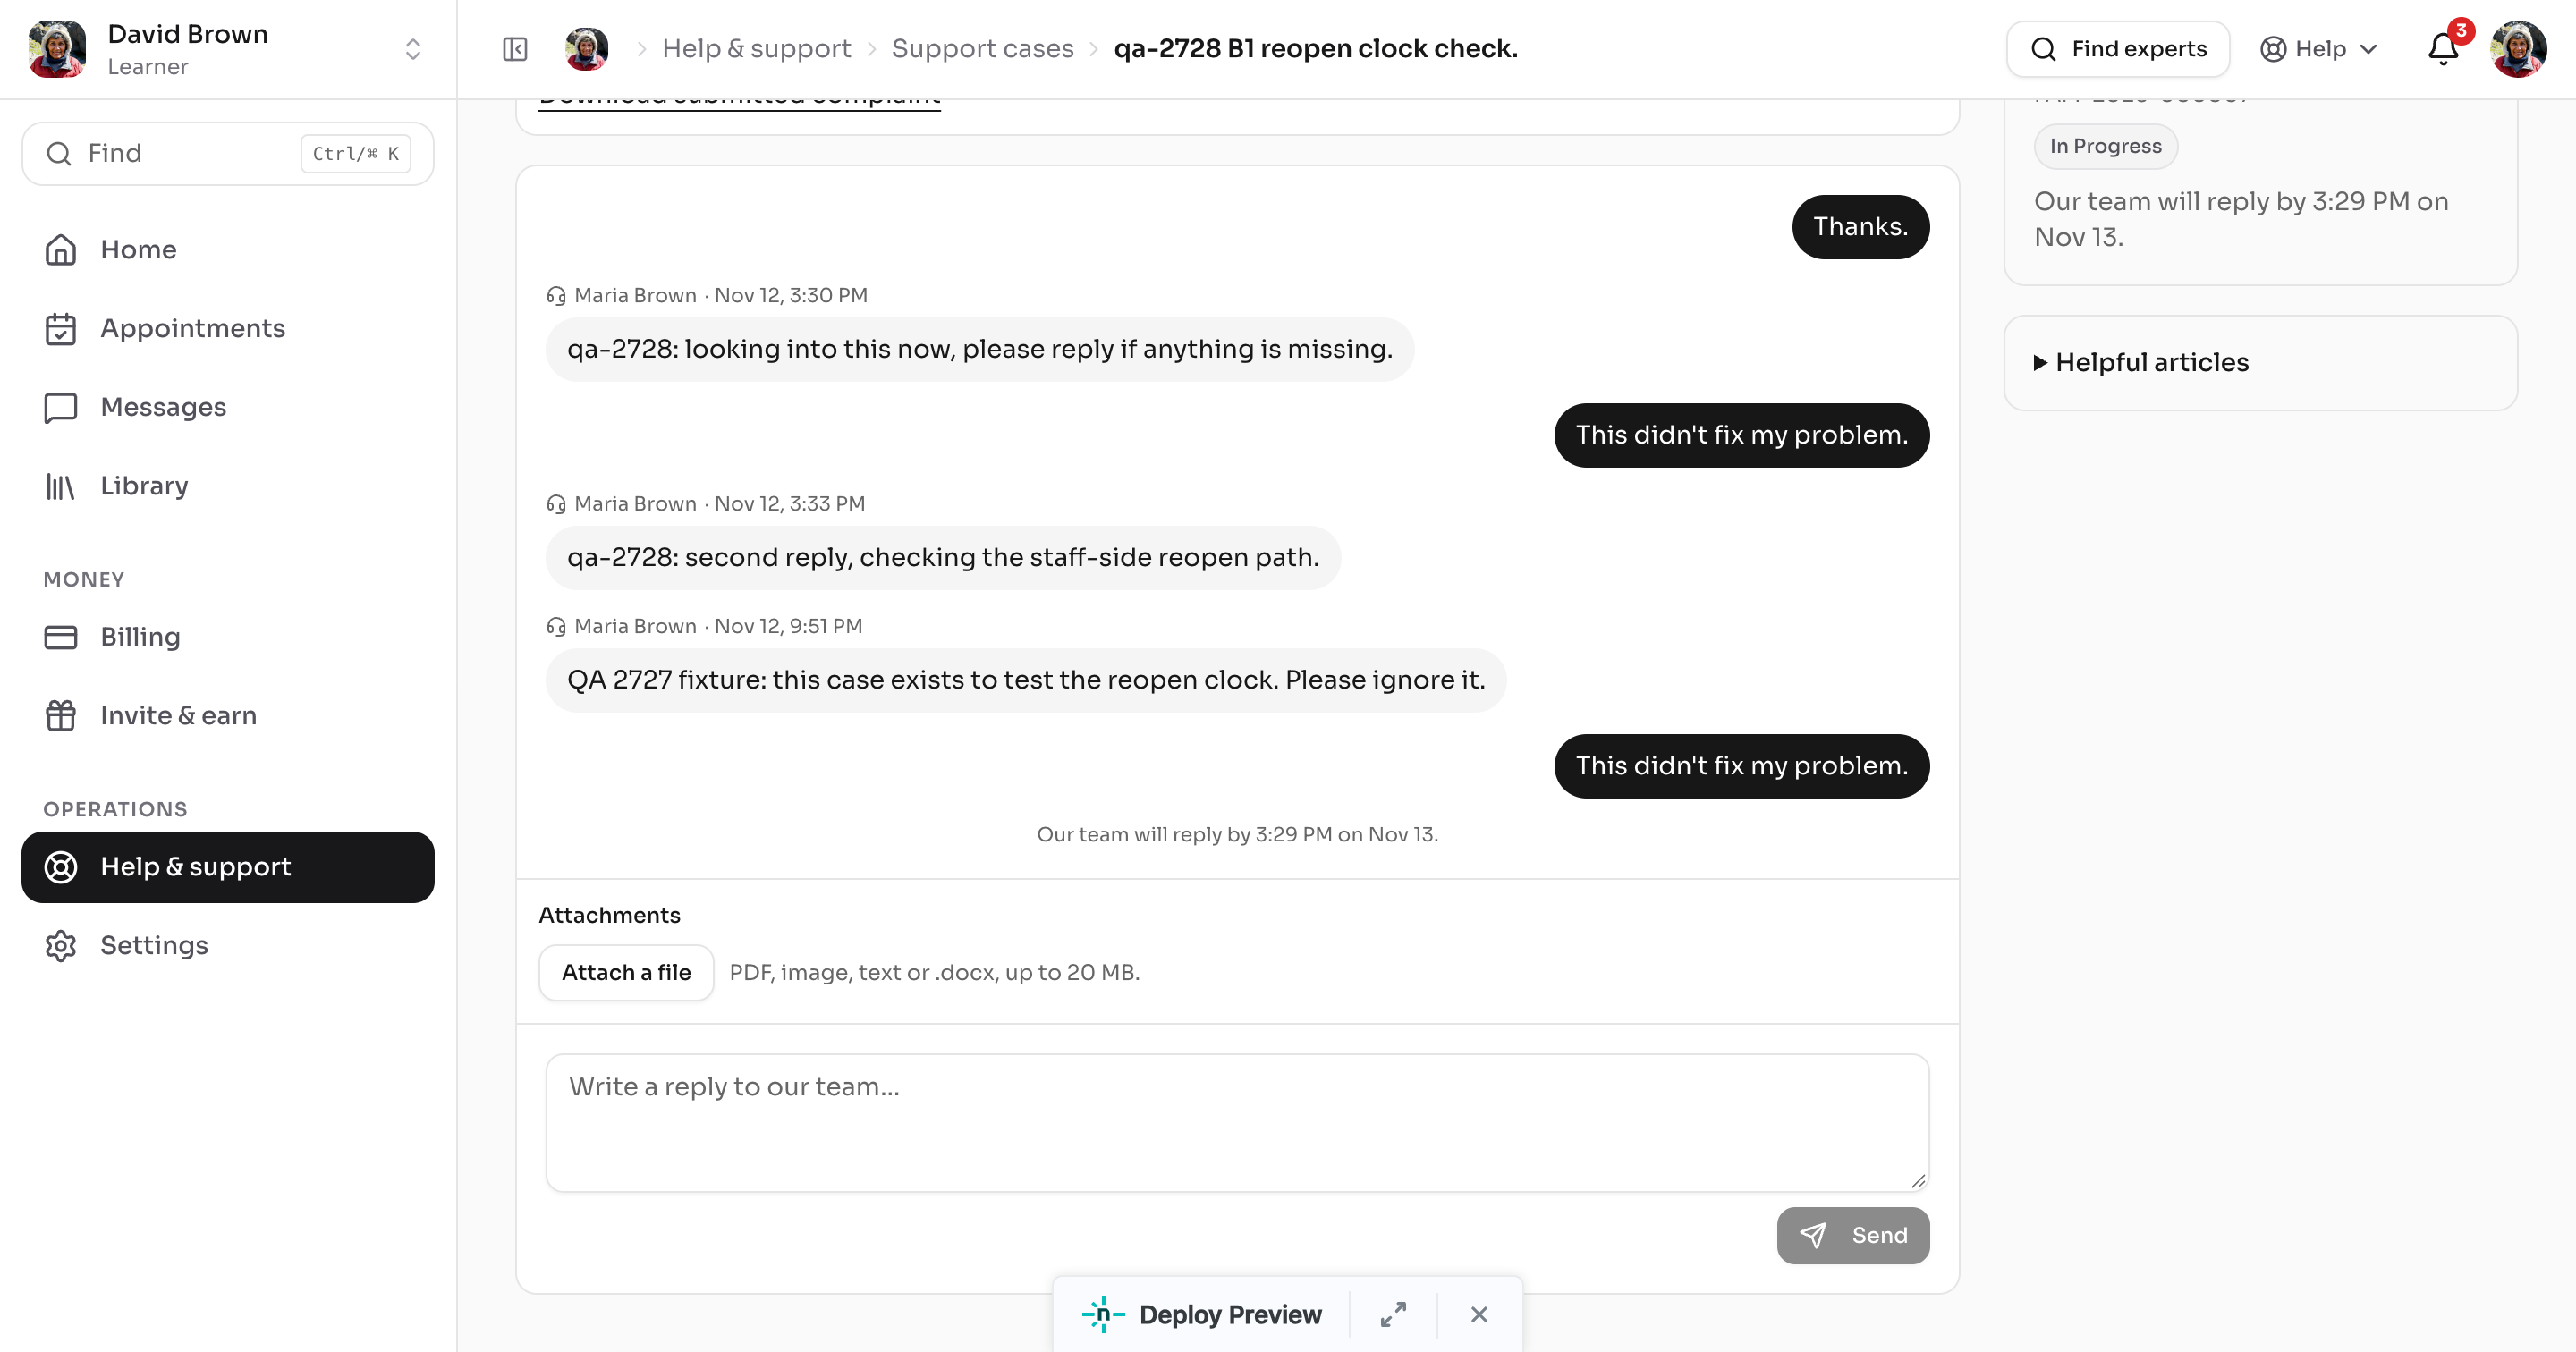 David Brown
Learner
Help & support
Support cases
qa-2728 B1 reopen clock check.
Find experts
Help
3
Find
Ctrl/⌘ K
Home
Appointments
Messages
Library
MONEY
Billing
Invite & earn
OPERATIONS
Help & support
Settings
Download submitted complaint
Thanks.
Maria Brown · Nov 12, 3:30 PM
qa-2728: looking into this now, please reply if anything is missing.
This didn't fix my problem.
Maria Brown · Nov 12, 3:33 PM
qa-2728: second reply, checking the staff-side reopen path.
Maria Brown · Nov 12, 9:51 PM
QA 2727 fixture: this case exists to test the reopen clock. Please ignore it.
This didn't fix my problem.
Our team will reply by 3:29 PM on Nov 13.
Attachments
Attach a file
PDF, image, text or .docx, up to 20 MB.
Write a reply to our team...
Send
In Progress
Our team will reply by 3:29 PM on
Nov 13.
▶ Helpful articles
Deploy Preview